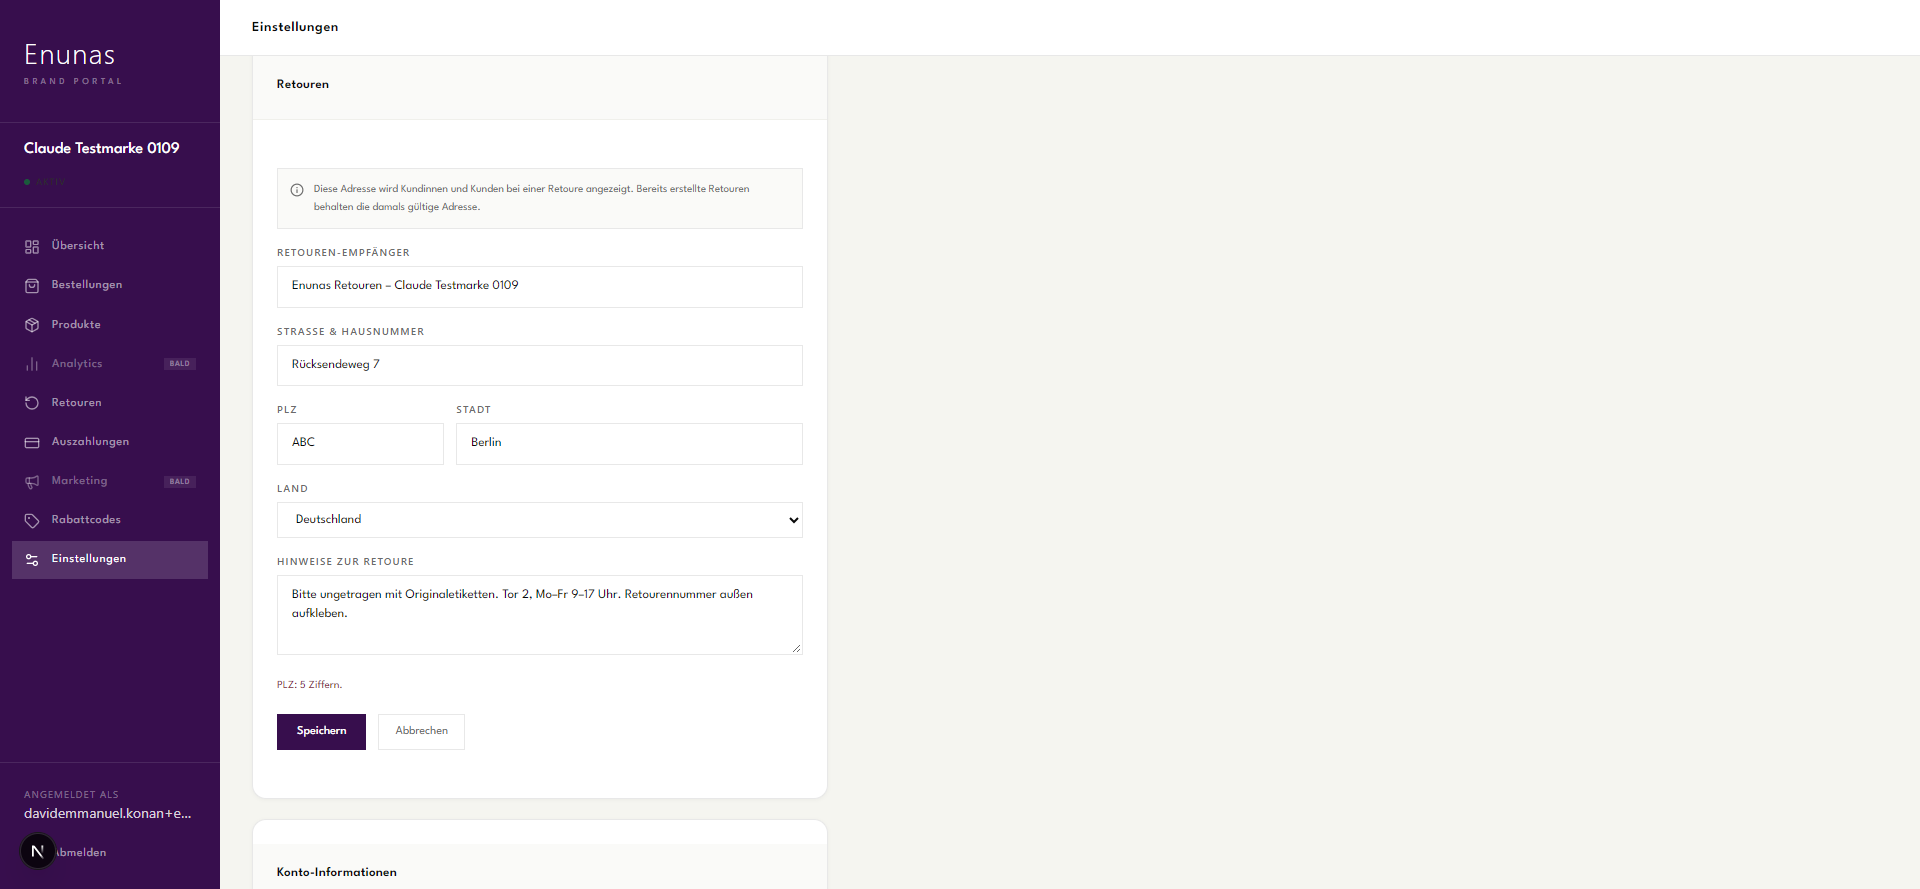 Enunas
BRAND PORTAL
Claude Testmarke 0109
AKTIV
Übersicht
Bestellungen
Produkte
Analytics BALD
Retouren
Auszahlungen
Marketing BALD
Rabattcodes
Einstellungen
ANGEMELDET ALS
davidemmanuel.konan+e...
N
Abmelden
Einstellungen
Retouren
Diese Adresse wird Kundinnen und Kunden bei einer Retoure angezeigt. Bereits erstellte Retouren
behalten die damals gültige Adresse.
RETOUREN-EMPFÄNGER
Enunas Retouren – Claude Testmarke 0109
STRASSE & HAUSNUMMER
Rücksendeweg 7
PLZ STADT
ABC Berlin
LAND
Deutschland
HINWEISE ZUR RETOURE
Bitte ungetragen mit Originaletiketten. Tor 2, Mo–Fr 9–17 Uhr. Retourennummer außen
aufkleben.
PLZ: 5 Ziffern.
Speichern Abbrechen
Konto-Informationen